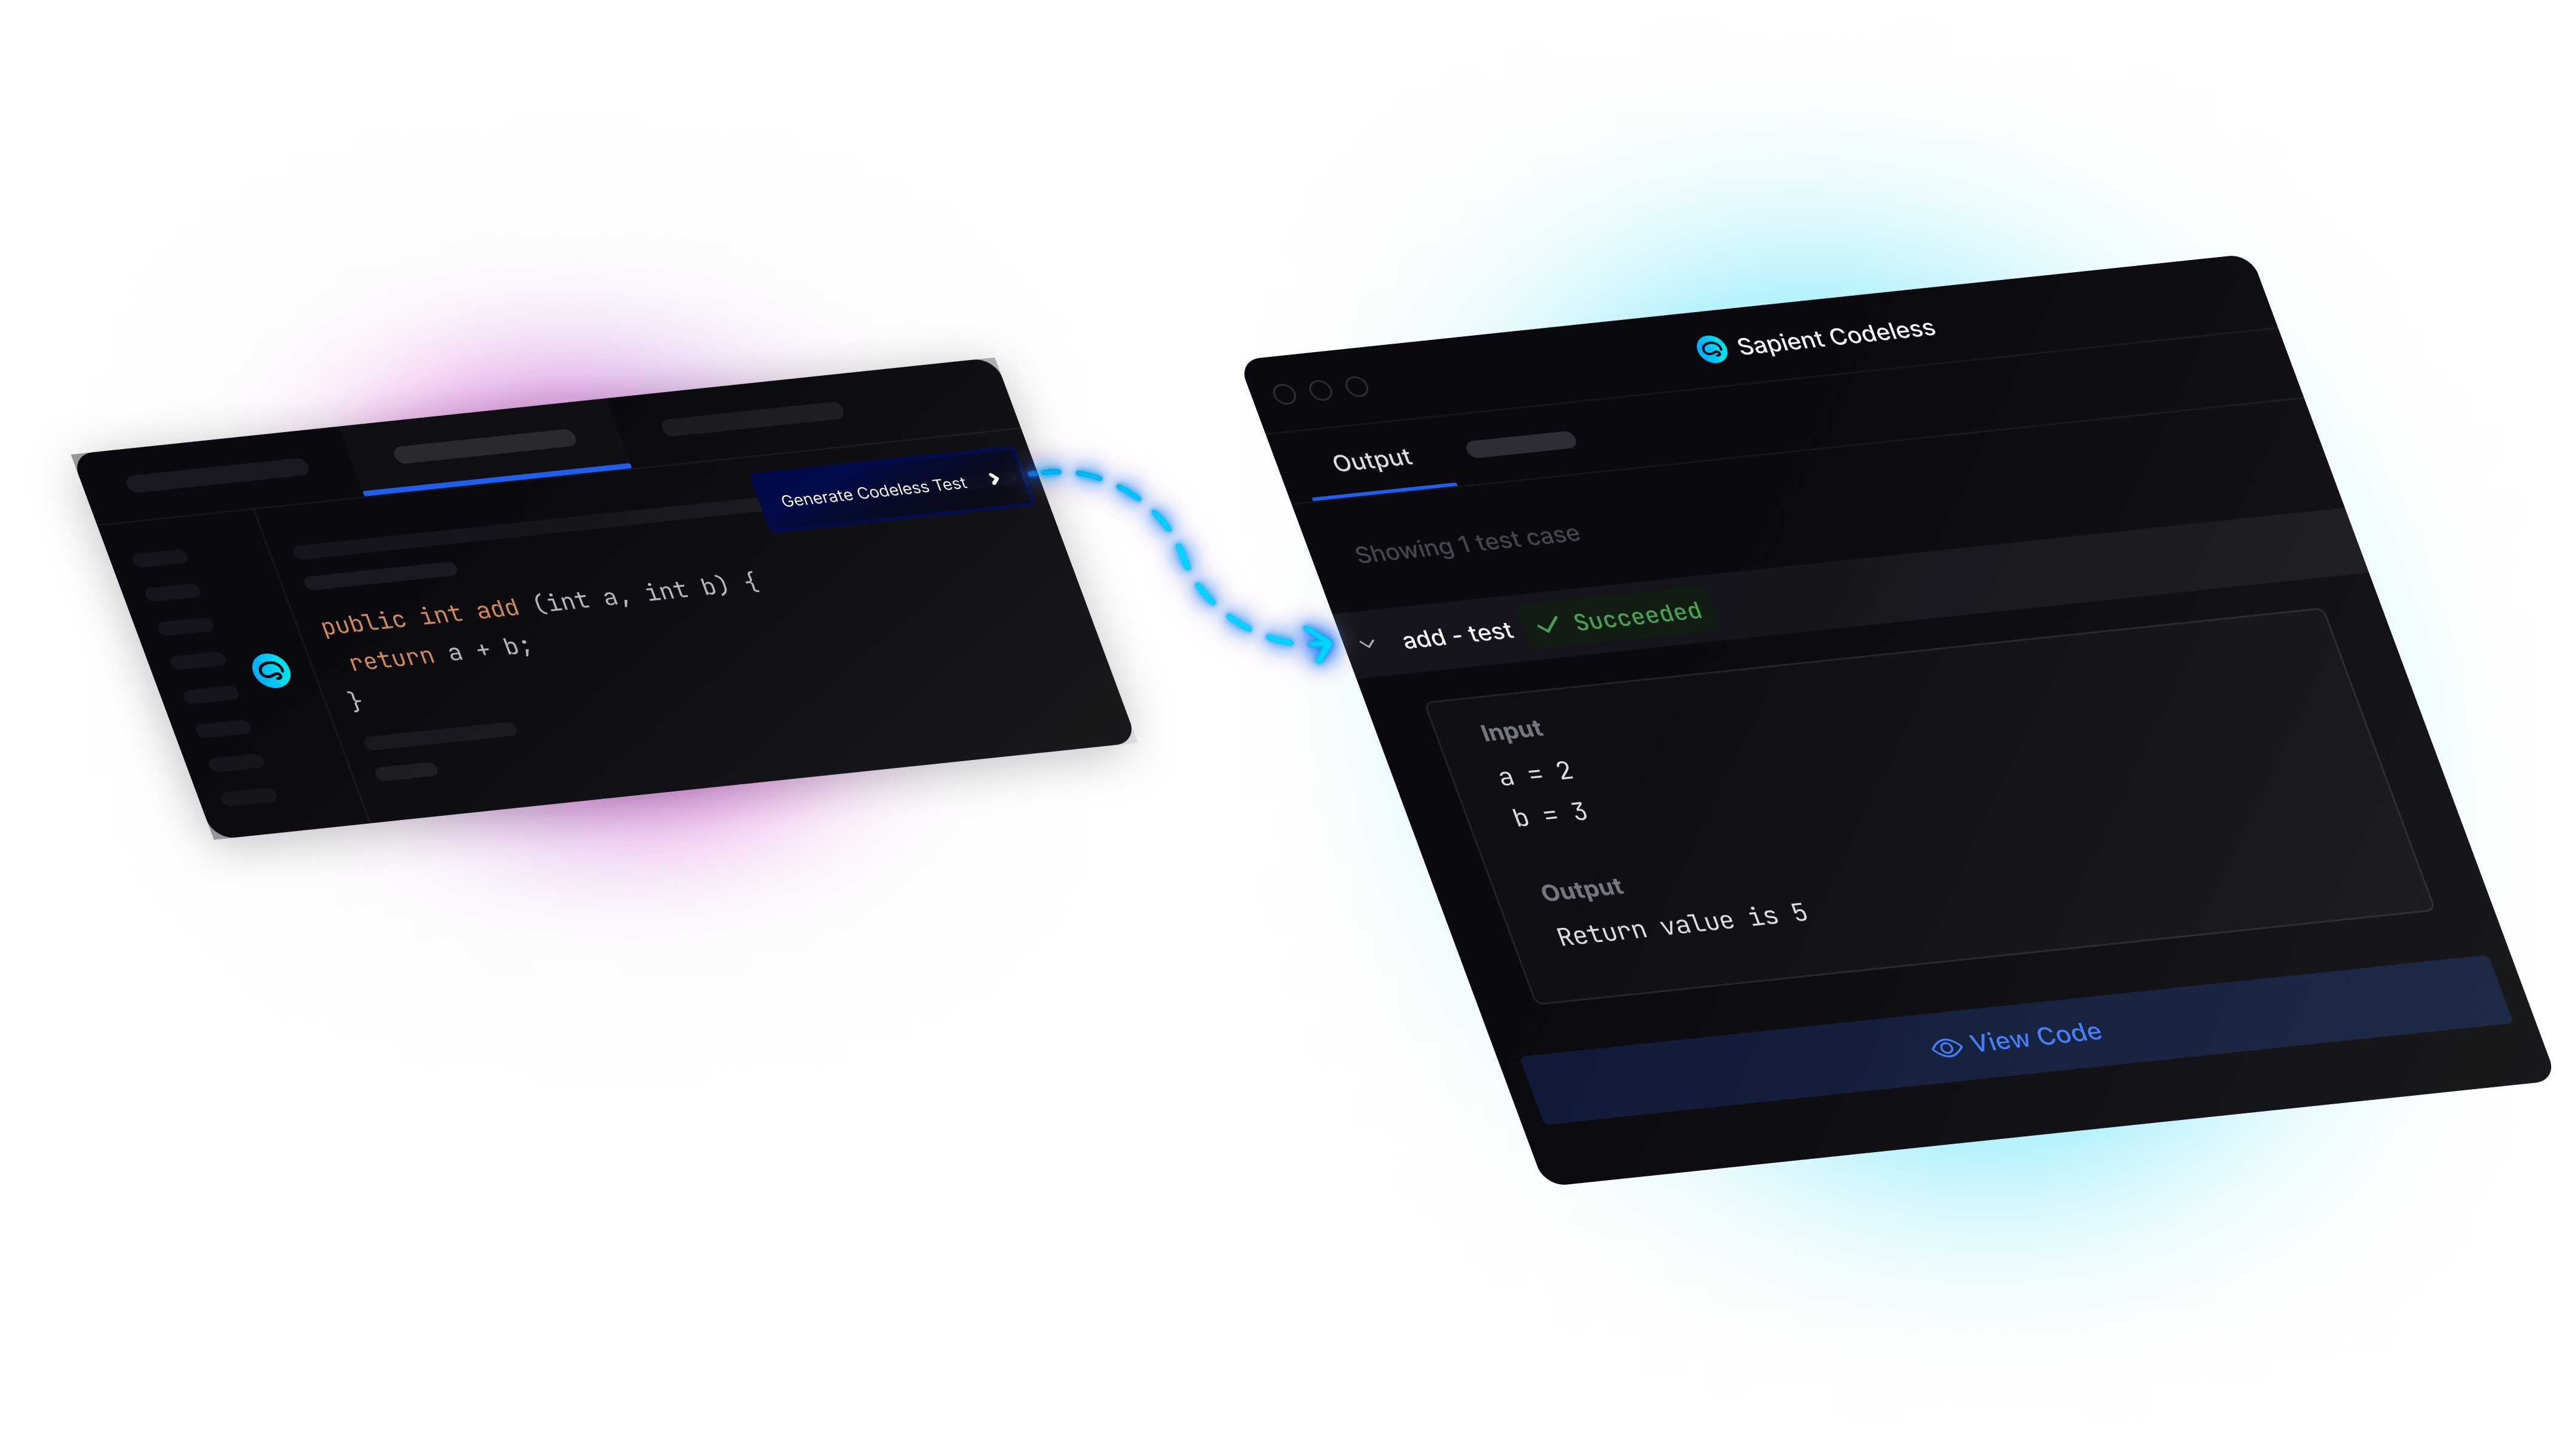 Generate Codeless Test
public int add (int a, int b) {
return a + b;
}
Sapient Codeless
Output
Showing 1 test case
add - test Succeeded
Input
a = 2
b = 3
Output
Return value is 5
View Code